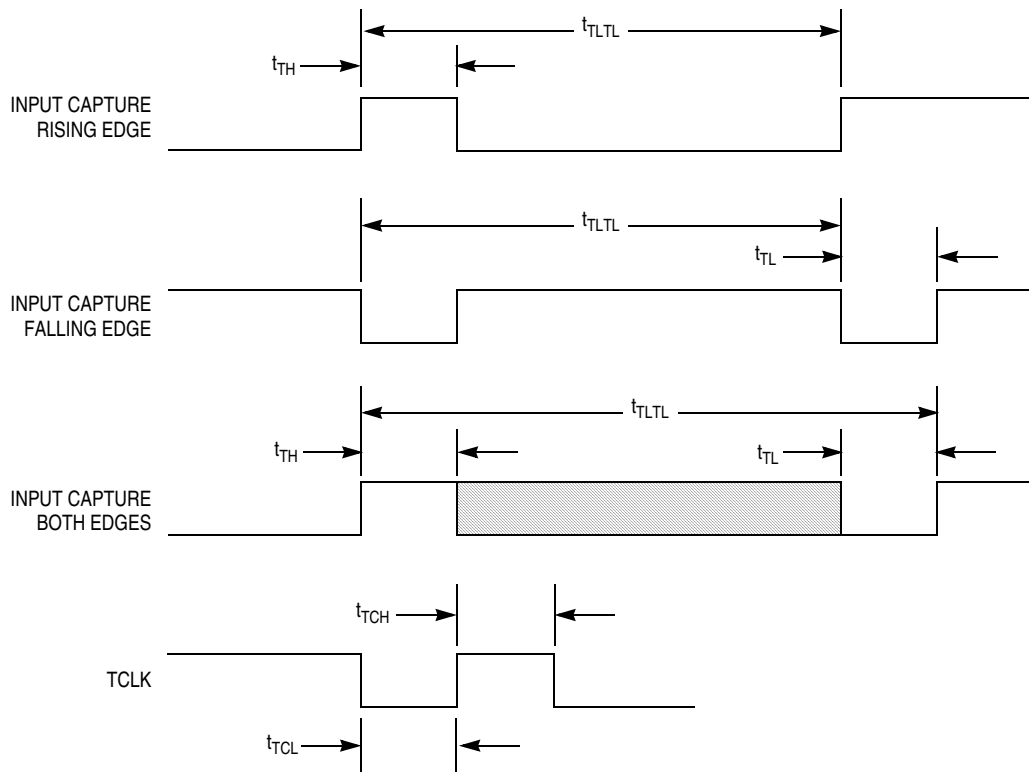 tTLTL
tTH
INPUT CAPTURE
RISING EDGE
tTLTL
tTL
INPUT CAPTURE
FALLING EDGE
tTLTL
tTH
tTL
INPUT CAPTURE
BOTH EDGES
tTCH
TCLK
tTCL